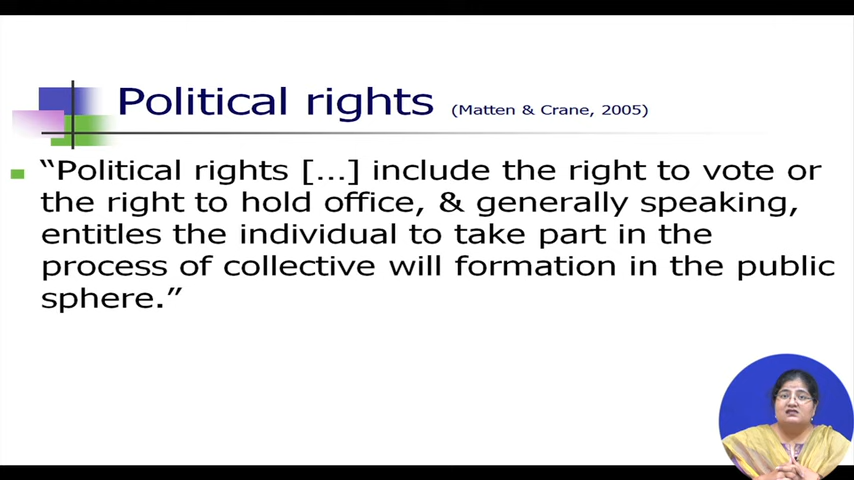 Political rights (Matten & Crane, 2005)
“Political rights [...] include the right to vote or
the right to hold office, & generally speaking,
entitles the individual to take part in the
process of collective will formation in the public
sphere.”